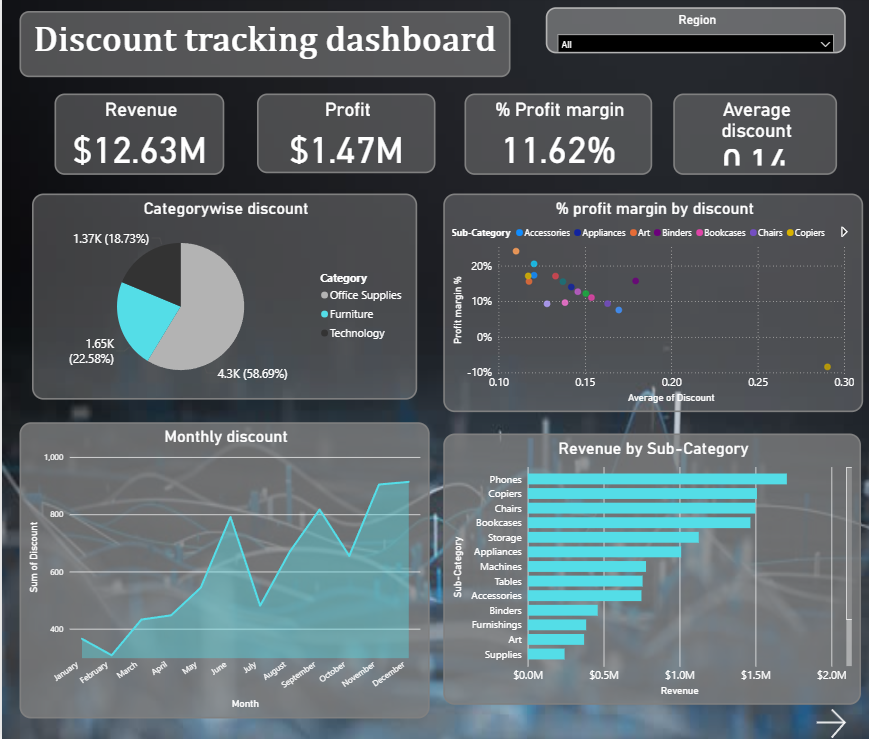 Discount tracking dashboard
Region
All
Revenue
$12.63M
Profit
$1.47M
% Profit margin
11.62%
Average
discount
0.14
Categorywise discount
1.37K (18.73%)
1.65K
(22.58%)
4.3K (58.69%)
Category
Office Supplies
Furniture
Technology
% profit margin by discount
Sub-Category Accessories Appliances Art Binders Bookcases Chairs Copiers
Profit margin %
20%
10%
0%
-10%
0.10 0.15 0.20 0.25 0.30
Average of Discount
Monthly discount
Sum of Discount
1,000
800
600
400
January February March April May June July August September October November December
Month
Revenue by Sub-Category
Sub-Category
Phones
Copiers
Chairs
Bookcases
Storage
Appliances
Machines
Tables
Accessories
Binders
Furnishings
Art
Supplies
$0.0M $0.5M $1.0M $1.5M $2.0M
Revenue